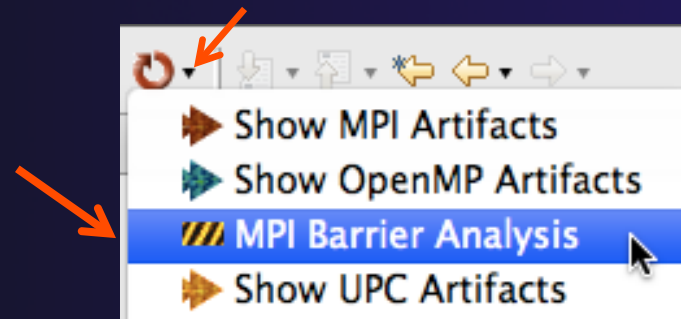 Show MPI Artifacts
Show OpenMP Artifacts
MPI Barrier Analysis
Show UPC Artifacts